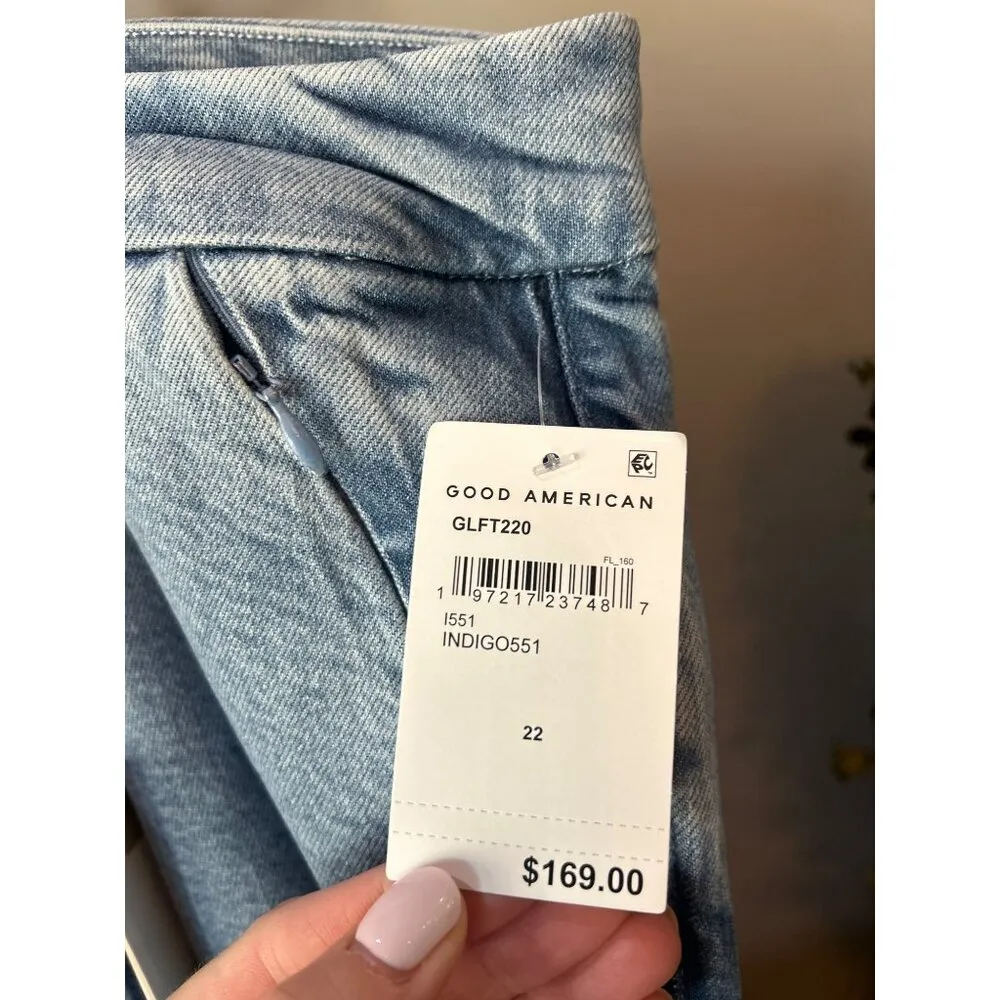 GOOD AMERICAN
GLFT220
FL_160
1 97217 23748 7
I551
INDIGO551
22
$169.00